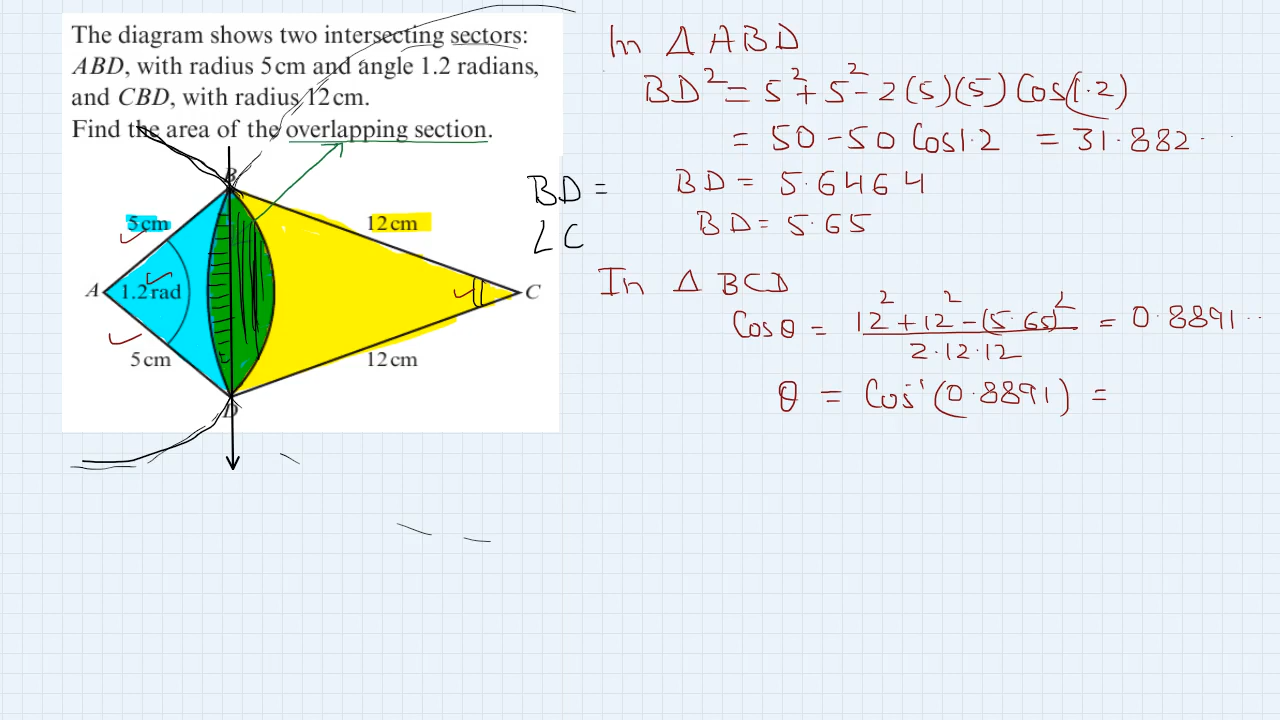 The diagram shows two intersecting sectors:
ABD, with radius 5 cm and angle 1.2 radians,
and CBD, with radius 12 cm.
Find the area of the overlapping section.
B
5 cm
12 cm
A
1.2 rad
C
5 cm
12 cm
D
BD =
∠C
In △ ABD
BD² = 5² + 5² − 2(5)(5) Cos(1.2)
= 50 − 50 Cos 1.2 = 31.882...
BD = 5.6464
BD = 5.65
In △ BCD
Cos θ = (12² + 12² − (5.65)²) / (2·12·12) = 0.8891...
θ = Cos⁻¹ (0.8891) =